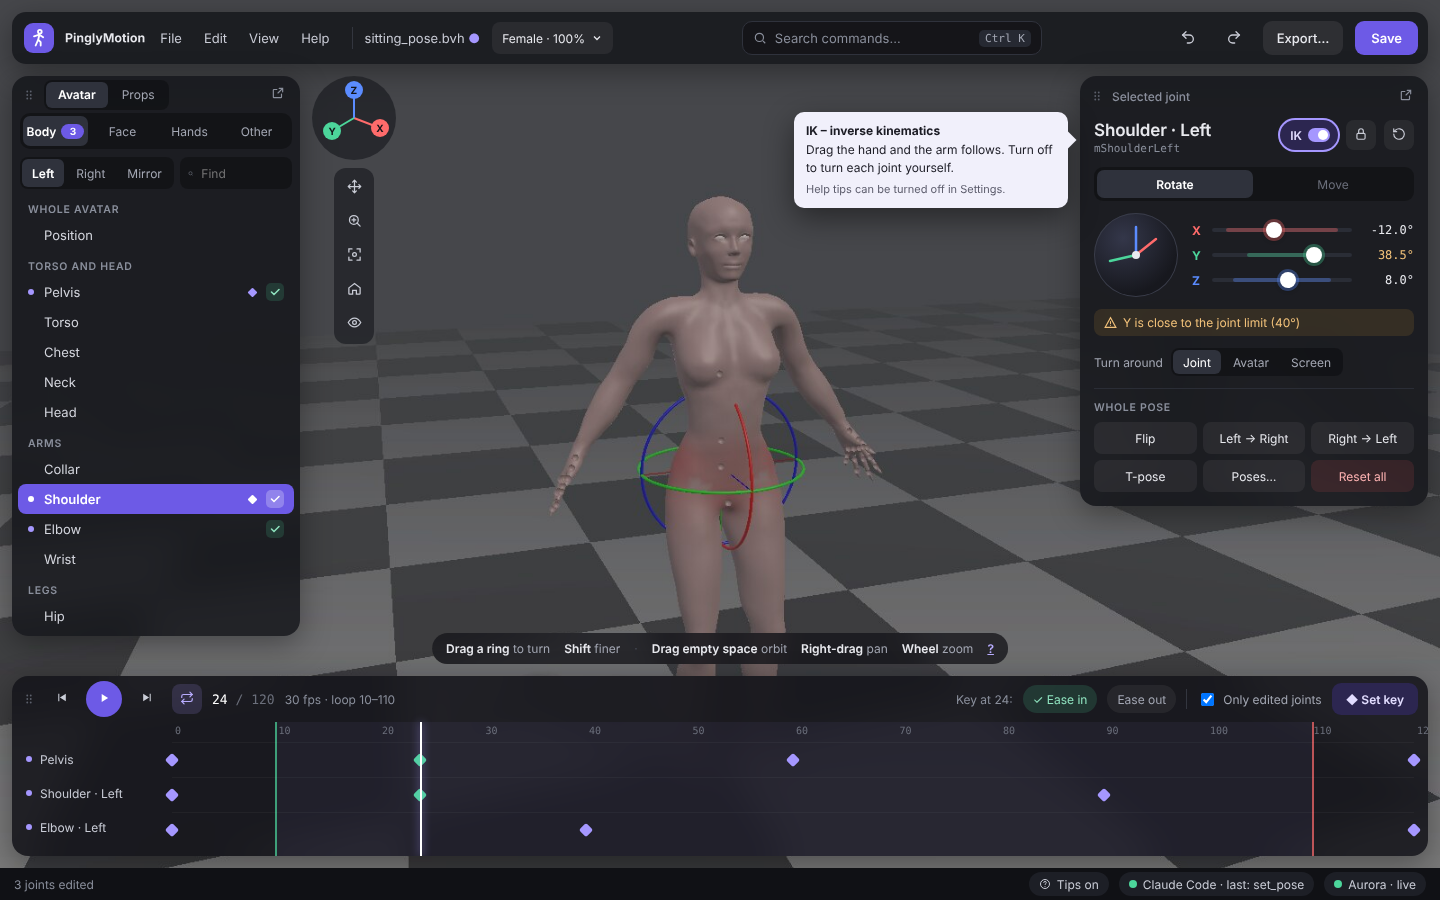 PinglyMotion File Edit View Help sitting_pose.bvh Female · 100% Search commands... Ctrl K Export... Save
Avatar Props
Body 3 Face Hands Other
Left Right Mirror Find
WHOLE AVATAR
Position
TORSO AND HEAD
Pelvis
Torso
Chest
Neck
Head
ARMS
Collar
Shoulder
Elbow
Wrist
LEGS
Hip
Z
Y X
IK – inverse kinematics
Drag the hand and the arm follows. Turn off
to turn each joint yourself.
Help tips can be turned off in Settings.
Selected joint
Shoulder · Left IK
mShoulderLeft
Rotate Move
X -12.0°
Y 38.5°
Z 8.0°
Y is close to the joint limit (40°)
Turn around Joint Avatar Screen
WHOLE POSE
Flip Left → Right Right → Left
T-pose Poses... Reset all
Drag a ring to turn Shift finer · Drag empty space orbit Right-drag pan Wheel zoom ?
24 / 120 30 fps · loop 10–110 Key at 24: Ease in Ease out Only edited joints Set key
0 10 20 30 40 50 60 70 80 90 100 110 12
Pelvis
Shoulder · Left
Elbow · Left
3 joints edited Tips on Claude Code · last: set_pose Aurora · live